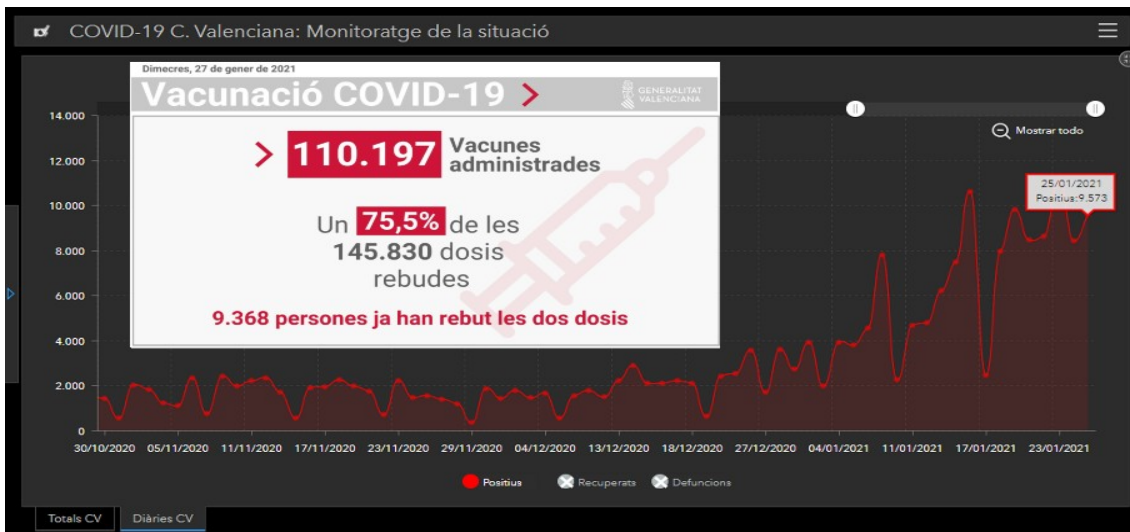 COVID-19 C. Valenciana: Monitoratge de la situació
Dimecres, 27 de gener de 2021
Vacunació COVID-19 >
GENERALITAT
VALENCIANA
> 110.197 Vacunes
administrades
Un 75,5% de les
145.830 dosis
rebudes
9.368 persones ja han rebut les dos dosis
Mostrar todo
25/01/2021
Positius:9.573
14.000
12.000
10.000
8.000
6.000
4.000
2.000
0
30/10/2020 05/11/2020 11/11/2020 17/11/2020 23/11/2020 29/11/2020 04/12/2020 13/12/2020 18/12/2020 27/12/2020 04/01/2021 11/01/2021 17/01/2021 23/01/2021
Positius Recuperats Defuncions
Totals CV Diàries CV